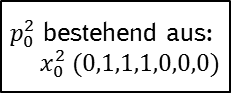 p₀² bestehend aus:
x₀² (0,1,1,1,0,0,0)